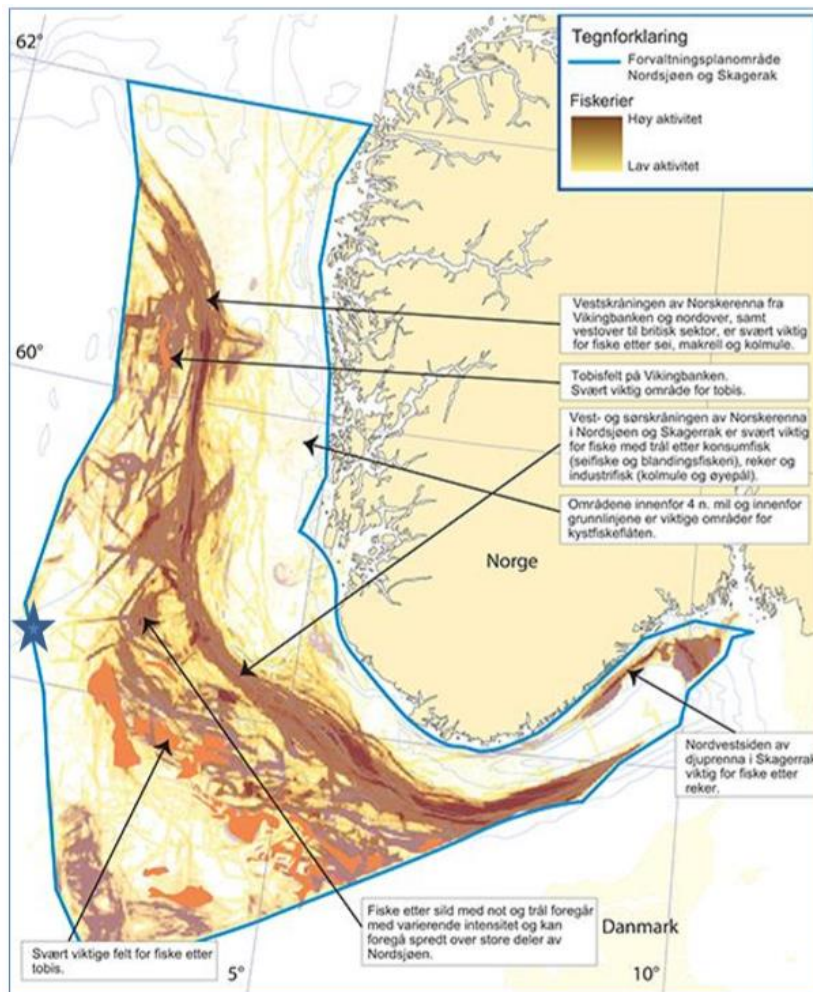 62°
Tegnforklaring
Forvaltningsplanområde
Nordsjøen og Skagerak
Fiskerier
Høy aktivitet
Lav aktivitet
Vestskråningen av Norskerenna fra
Vikingbanken og nordover, samt
vestover til britisk sektor, er svært viktig
for fiske etter sei, makrell og kolmule.
60°
Tobisfelt på Vikingbanken.
Svært viktig område for tobis.
Vest- og sørskråningen av Norskerenna
i Nordsjøen og Skagerrak er svært viktig
for fiske med trål etter konsumfisk
(seifiske og blandingsfiskeri), reker og
industrifisk (kolmule og øyepål).
Områdene innenfor 4 n. mil og innenfor
grunnlinjene er viktige områder for
kystfiskeflåten.
Norge
Nordvestsiden av
djuprenna i Skagerrak
viktig for fiske etter
reker.
Fiske etter sild med not og trål foregår
med varierende intensitet og kan
foregå spredt over store deler av
Nordsjøen.
Danmark
Svært viktige felt for fiske etter
tobis.
5°
10°